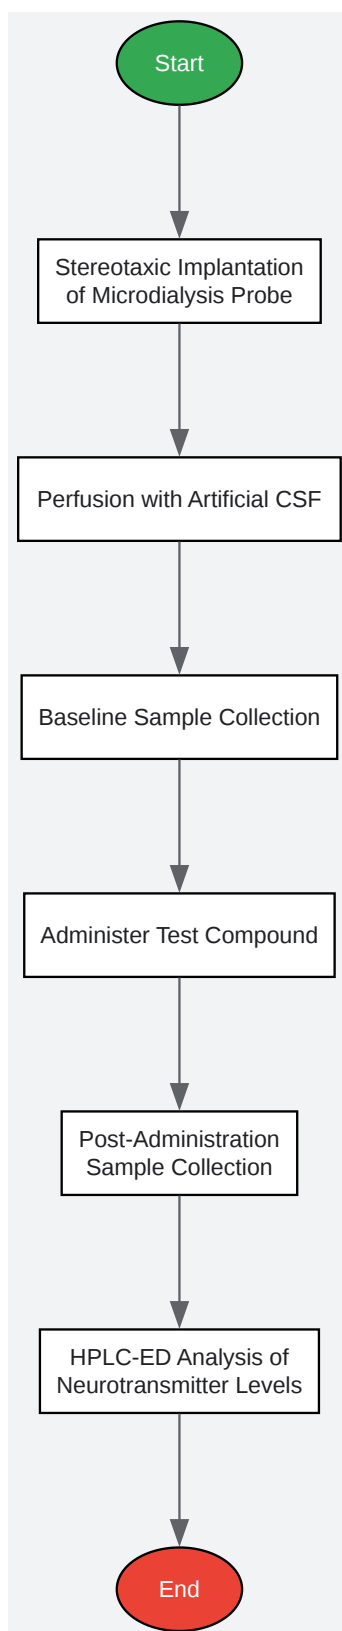 Start
Stereotaxic Implantation
of Microdialysis Probe
Perfusion with Artificial CSF
Baseline Sample Collection
Administer Test Compound
Post-Administration
Sample Collection
HPLC-ED Analysis of
Neurotransmitter Levels
End